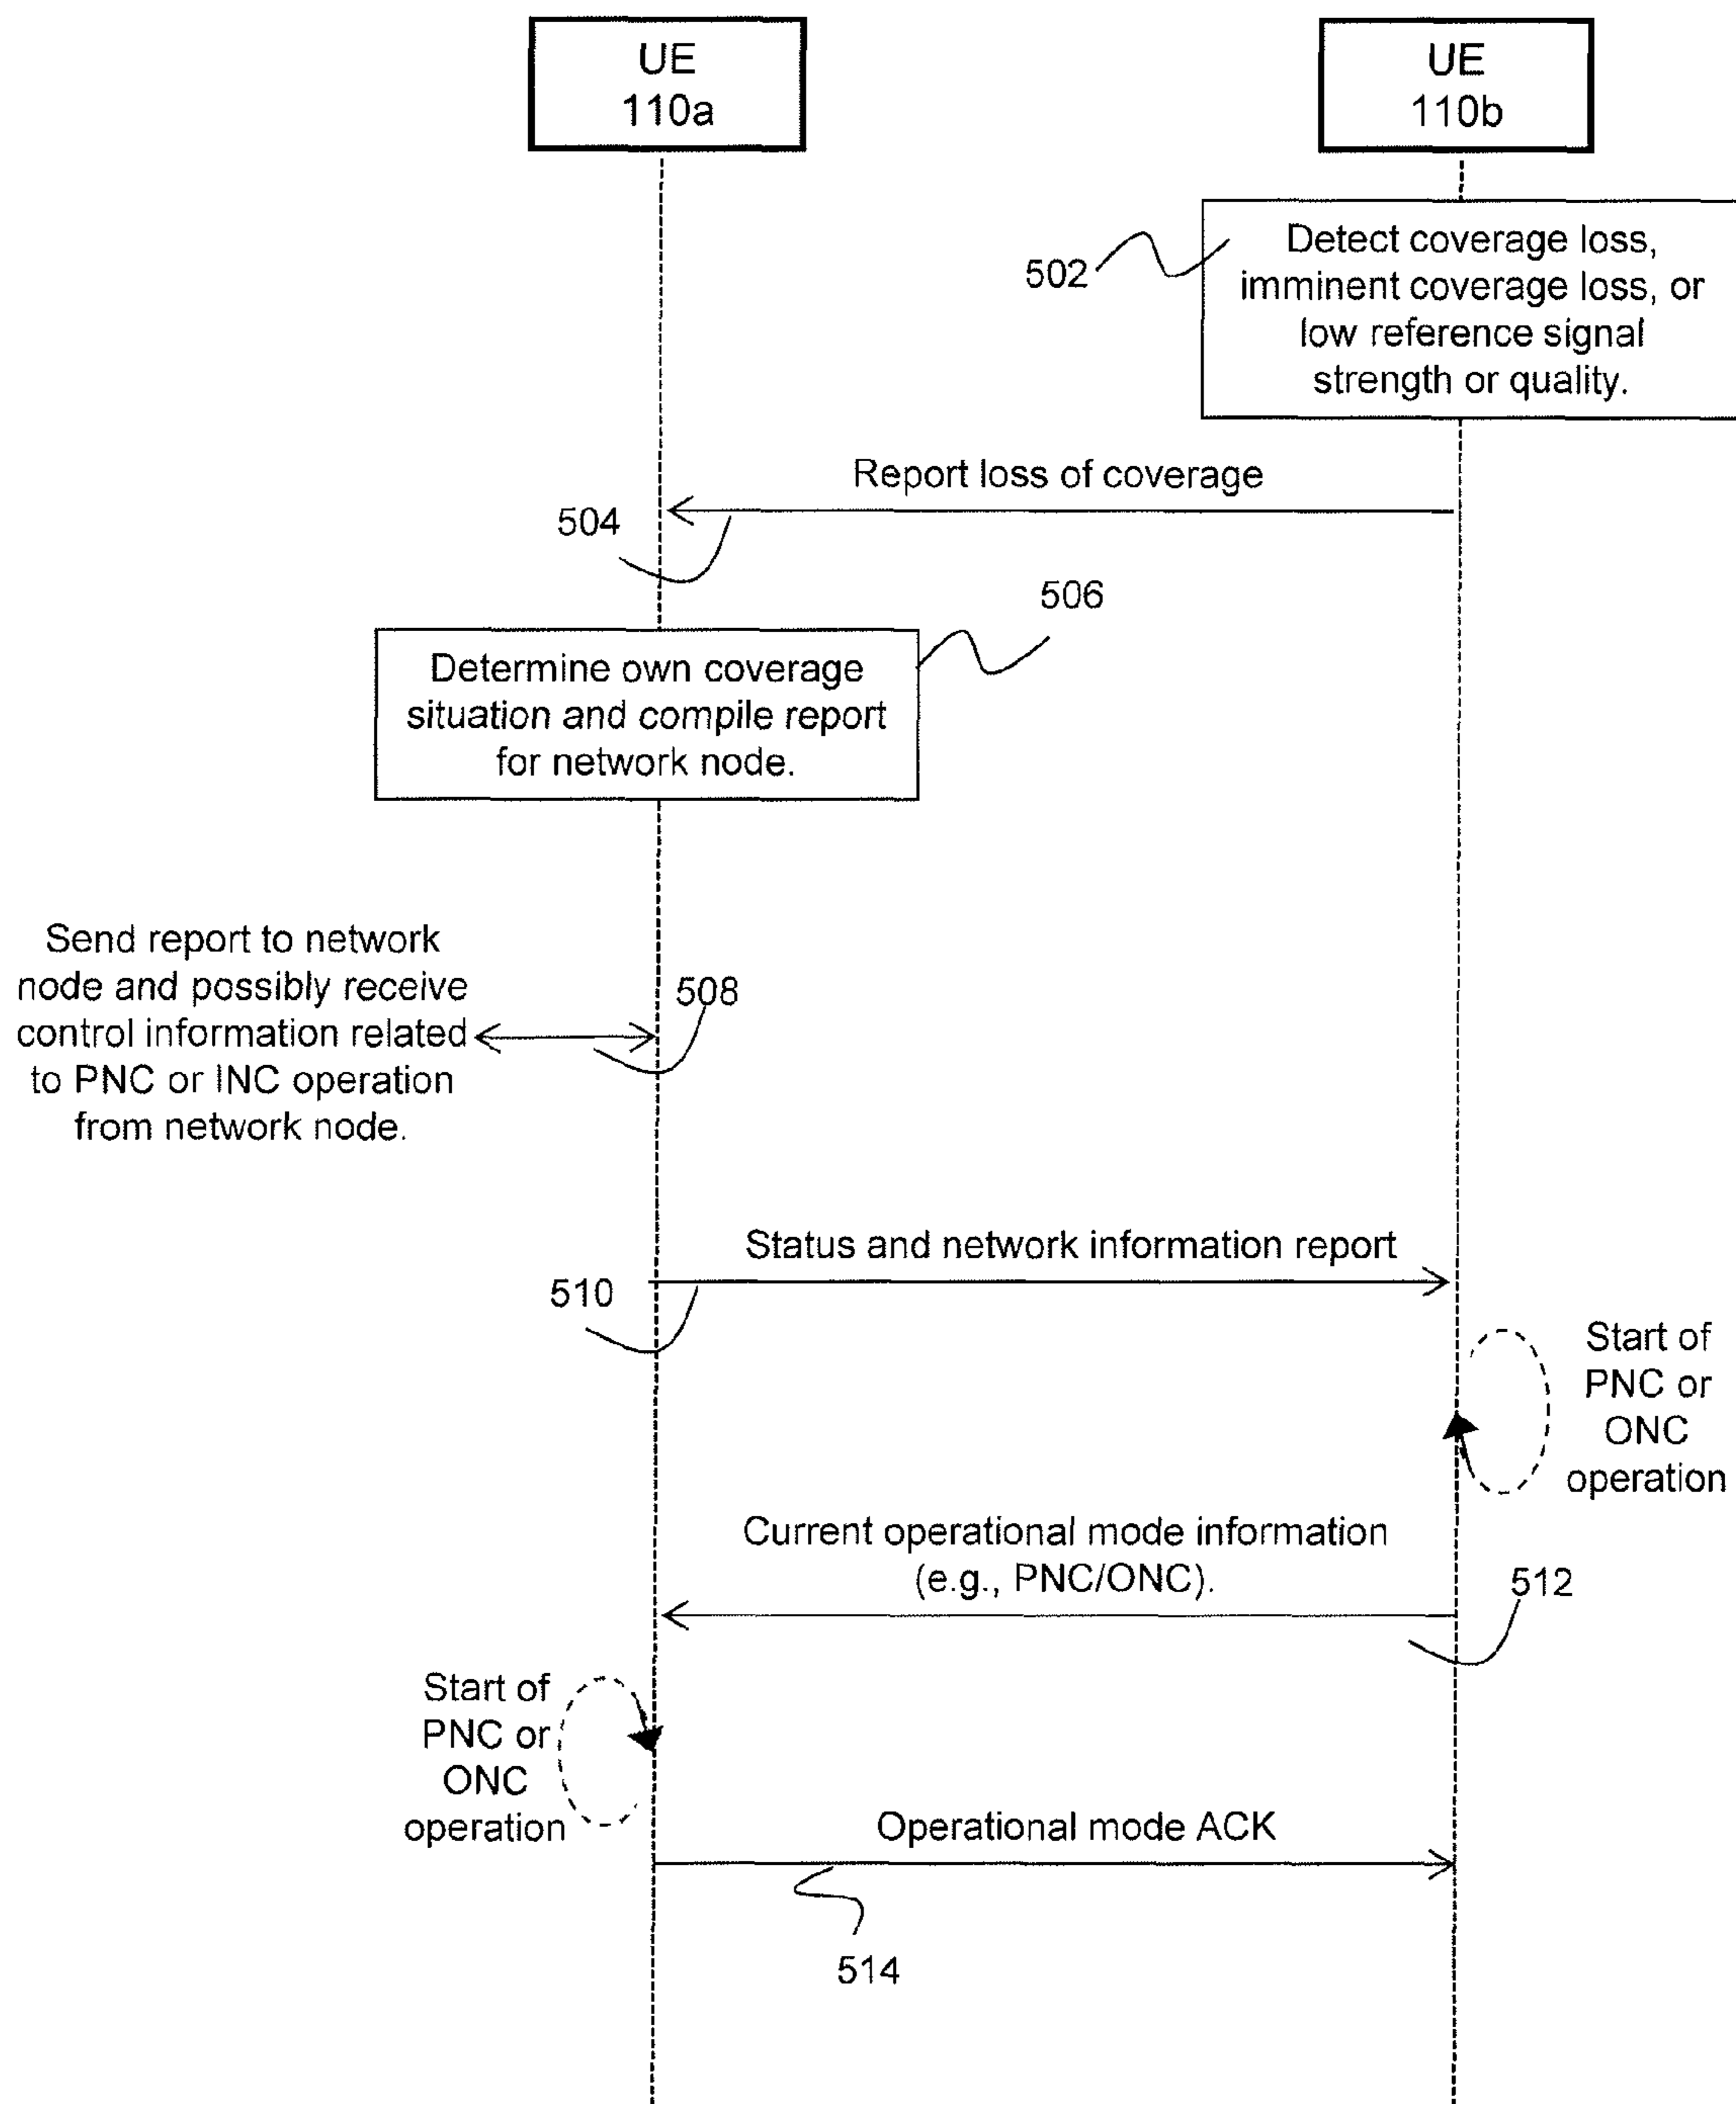 UE
110a
UE
110b
502
Detect coverage loss,
imminent coverage loss, or
low reference signal
strength or quality.
Report loss of coverage
504
506
Determine own coverage
situation and compile report
for network node.
Send report to network
node and possibly receive
control information related
to PNC or INC operation
from network node.
508
Status and network information report
510
Start of
PNC or
ONC
operation
Current operational mode information
(e.g., PNC/ONC).
512
Start of
PNC or
ONC
operation
Operational mode ACK
514